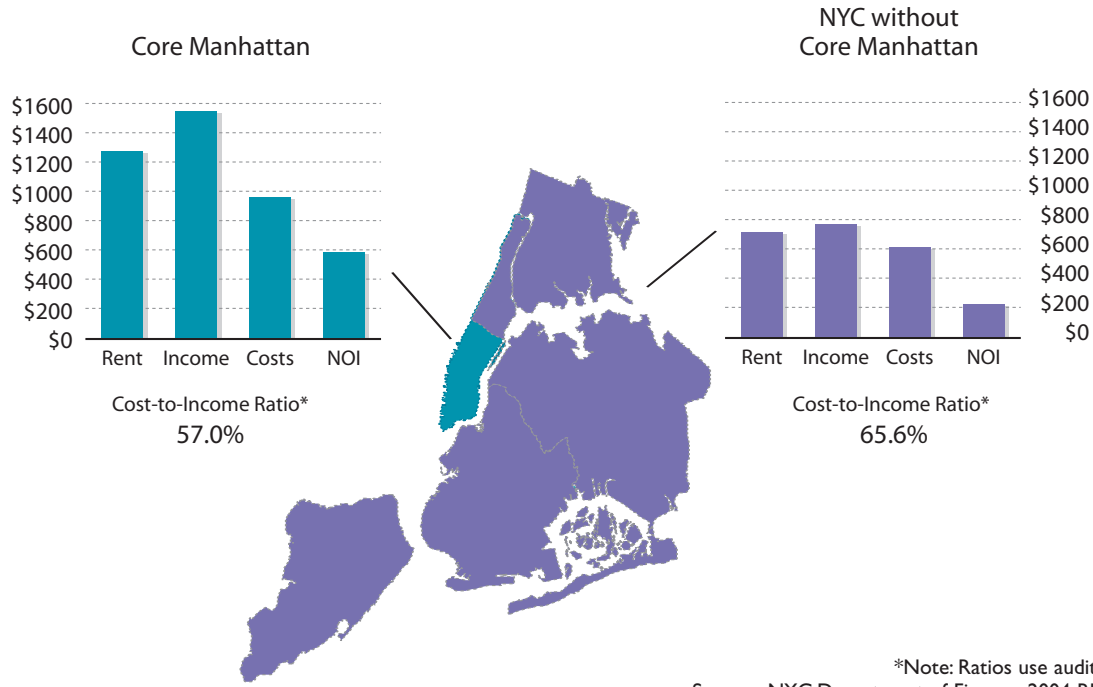 Core Manhattan
$1600
$1400
$1200
$1000
$800
$600
$400
$200
$0
Rent Income Costs NOI
Cost-to-Income Ratio*
57.0%
NYC without
Core Manhattan
$1600
$1400
$1200
$1000
$800
$600
$400
$200
$0
Rent Income Costs NOI
Cost-to-Income Ratio*
65.6%
*Note: Ratios use